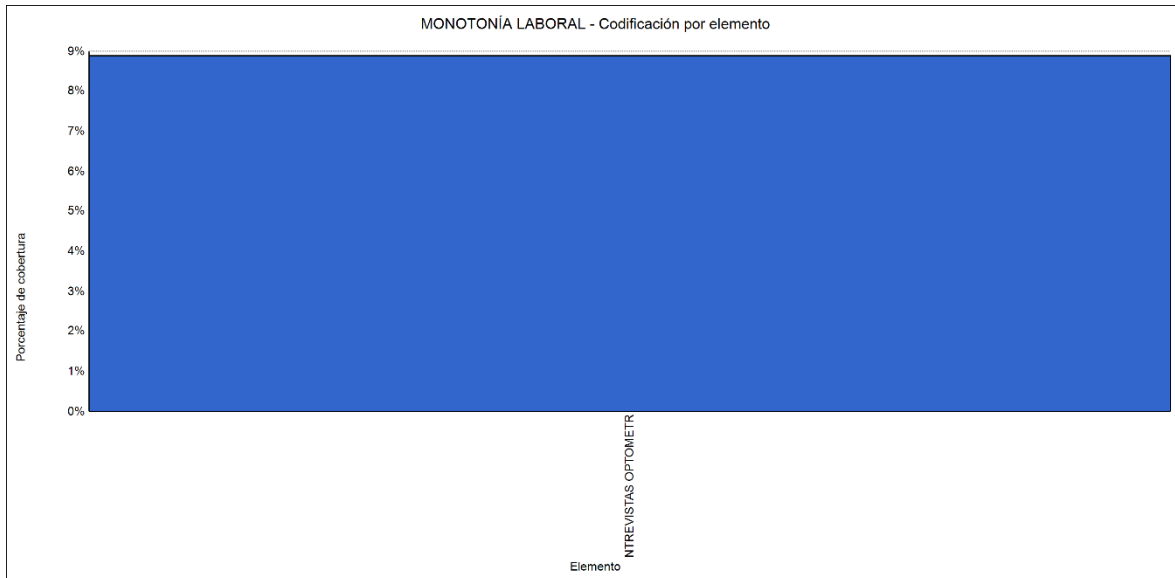 MONOTONÍA LABORAL - Codificación por elemento
9%
8%
7%
6%
5%
4%
3%
2%
1%
0%
Porcentaje de cobertura
NTREVISTAS OPTOMETR
Elemento